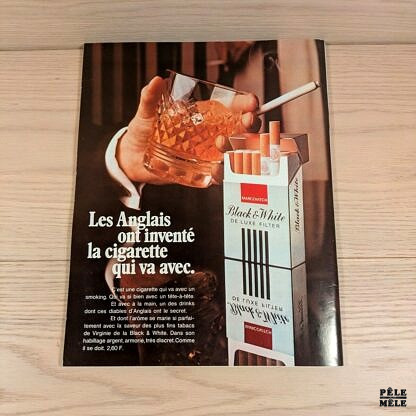 Les Anglais
ont inventé
la cigarette
qui va avec.
C'est une cigarette qui va avec un
smoking. Qui va si bien avec un tête-à-tête.
Et avec à la main, un des drinks
dont ces diables d'Anglais ont le secret.
Et dont l'arôme se marie si parfai-
tement avec la saveur des plus fins tabacs
de Virginie de la Black & White. Dans son
habillage argent, armorié, très discret. Comme
il se doit. 2,60 F.
MARCOVITCH
Black & White
DE LUXE FILTER
Black & White
DE LUXE FILTER
Black & White
MARCOVITCH
PÊLE
MÊLE